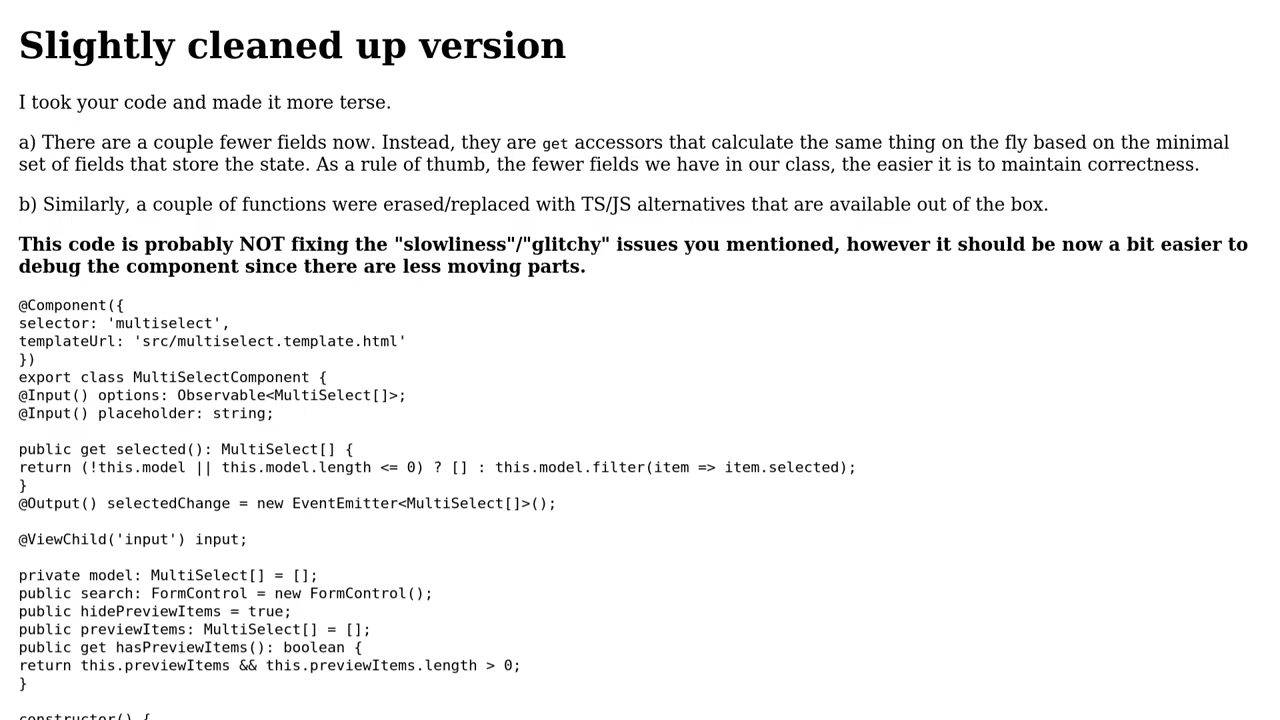 Slightly cleaned up version
I took your code and made it more terse.
a) There are a couple fewer fields now. Instead, they are get accessors that calculate the same thing on the fly based on the minimal
set of fields that store the state. As a rule of thumb, the fewer fields we have in our class, the easier it is to maintain correctness.
b) Similarly, a couple of functions were erased/replaced with TS/JS alternatives that are available out of the box.
This code is probably NOT fixing the "slowliness"/"glitchy" issues you mentioned, however it should be now a bit easier to
debug the component since there are less moving parts.
@Component({
selector: 'multiselect',
templateUrl: 'src/multiselect.template.html'
})
export class MultiSelectComponent {
@Input() options: Observable<MultiSelect[]>;
@Input() placeholder: string;
public get selected(): MultiSelect[] {
return (!this.model || this.model.length <= 0) ? [] : this.model.filter(item => item.selected);
}
@Output() selectedChange = new EventEmitter<MultiSelect[]>();
@ViewChild('input') input;
private model: MultiSelect[] = [];
public search: FormControl = new FormControl();
public hidePreviewItems = true;
public previewItems: MultiSelect[] = [];
public get hasPreviewItems(): boolean {
return this.previewItems && this.previewItems.length > 0;
}
constructor() {